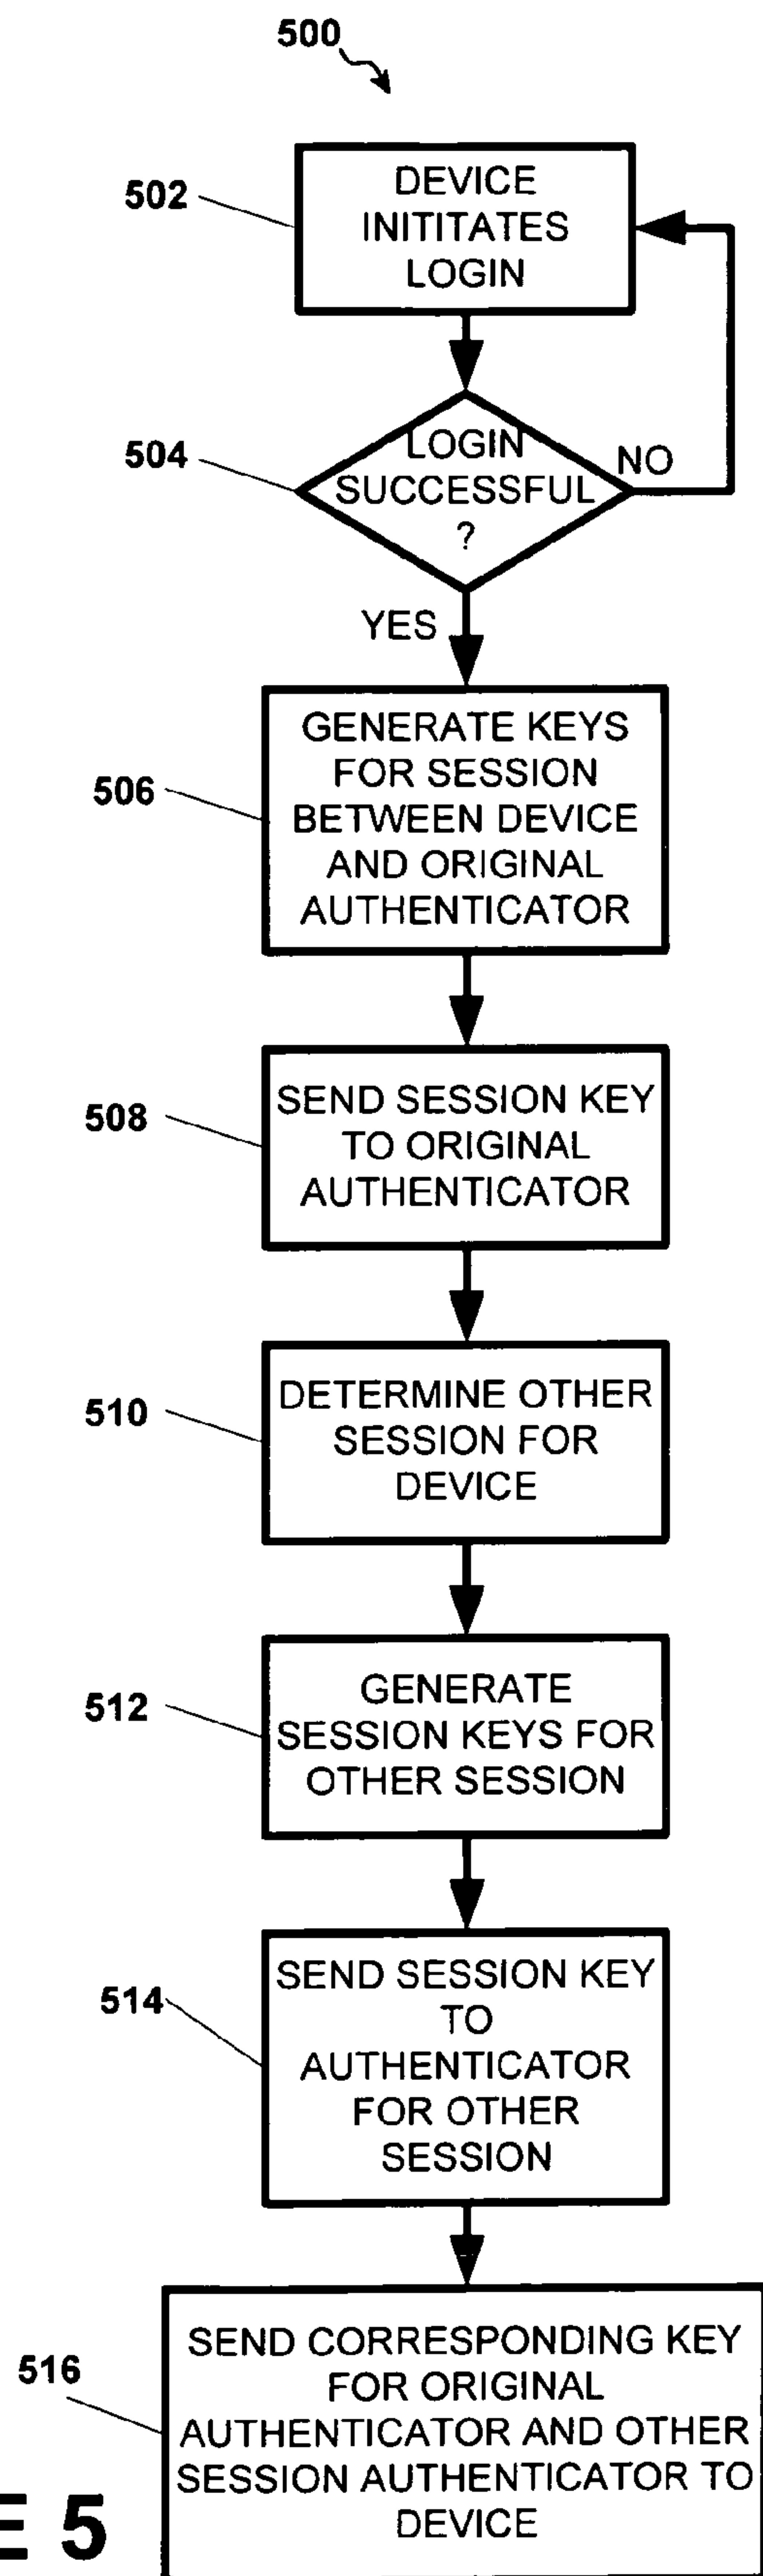 500
502
DEVICE
INITITATES
LOGIN
504
LOGIN
SUCCESSFUL
?
NO
YES
506
GENERATE KEYS
FOR SESSION
BETWEEN DEVICE
AND ORIGINAL
AUTHENTICATOR
508
SEND SESSION KEY
TO ORIGINAL
AUTHENTICATOR
510
DETERMINE OTHER
SESSION FOR
DEVICE
512
GENERATE
SESSION KEYS FOR
OTHER SESSION
514
SEND SESSION KEY
TO
AUTHENTICATOR
FOR OTHER
SESSION
516
SEND CORRESPONDING KEY
FOR ORIGINAL
AUTHENTICATOR AND OTHER
SESSION AUTHENTICATOR TO
DEVICE
E 5